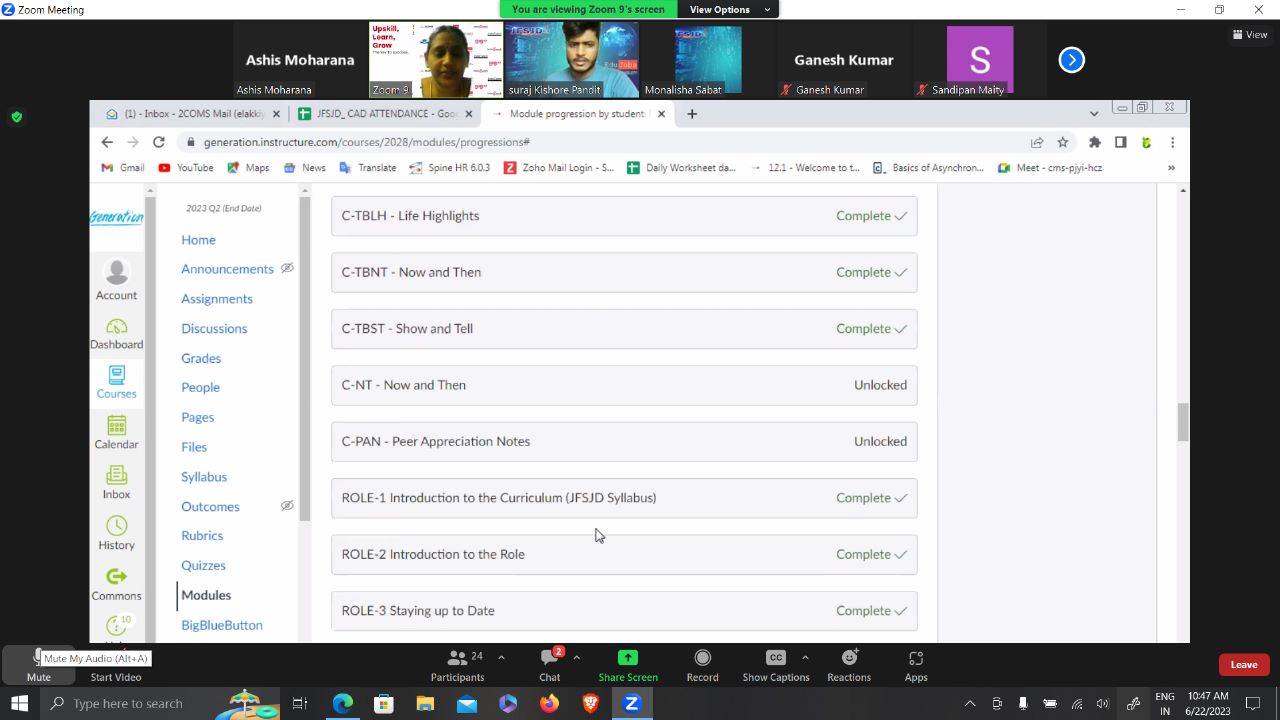 Zoom Meeting
You are viewing Zoom 9's screen
View Options
View
Upskill,
Learn,
Grow
JFSJD
Edu Jobs
JFSJD
Ashis Moharana
Ganesh Kumar
S
Ashis Moharana
Zoom 9
suraj Kishore Pandit
Monalisha Sabat
Ganesh Kumar
Sandipan Maity
(1) - Inbox - 2COMS Mail (elakkiy
JFSJD_ CAD ATTENDANCE - Goo
Module progression by student:
generation.instructure.com/courses/2028/modules/progressions#
Gmail
YouTube
Maps
News
Translate
Spine HR 6.0.3
Zoho Mail Login - S...
Daily Worksheet da...
12.1 - Welcome to t...
Basics of Asynchron...
Meet - cms-pjyi-hcz
»
Generation
Account
Dashboard
Courses
Calendar
Inbox
History
Commons
10
2023 Q2 (End Date)
Home
Announcements
Assignments
Discussions
Grades
People
Pages
Files
Syllabus
Outcomes
Rubrics
Quizzes
Modules
BigBlueButton
C-TBLH - Life Highlights Complete
C-TBNT - Now and Then Complete
C-TBST - Show and Tell Complete
C-NT - Now and Then Unlocked
C-PAN - Peer Appreciation Notes Unlocked
ROLE-1 Introduction to the Curriculum (JFSJD Syllabus) Complete
ROLE-2 Introduction to the Role Complete
ROLE-3 Staying up to Date Complete
Mute My Audio (Alt+A)
Mute
Start Video
24
Participants
2
Chat
Share Screen
Record
CC
Show Captions
Reactions
Apps
Leave
Type here to search
ENG
IN
10:47 AM
6/22/2023